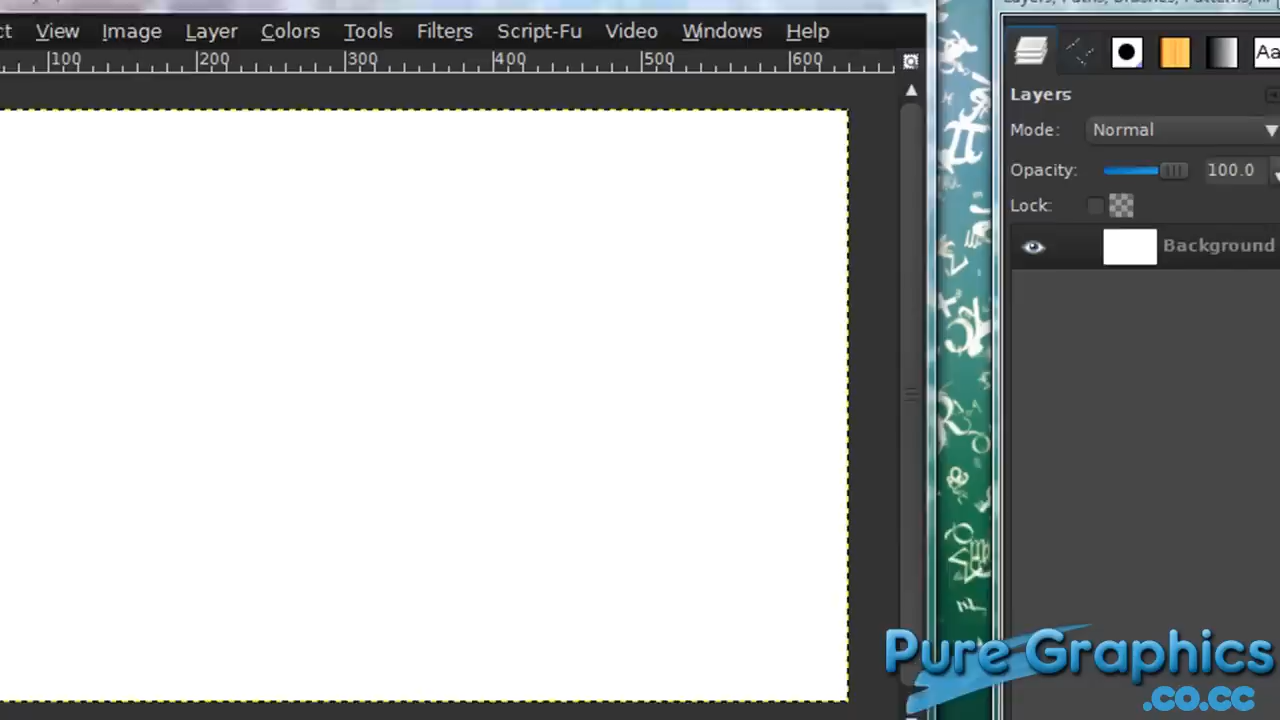 View Image Layer Colors Tools Filters Script-Fu Video Windows Help
100 200 300 400 500 600
Layers
Mode: Normal
Opacity: 100.0
Lock:
Background
Pure Graphics
.co.cc